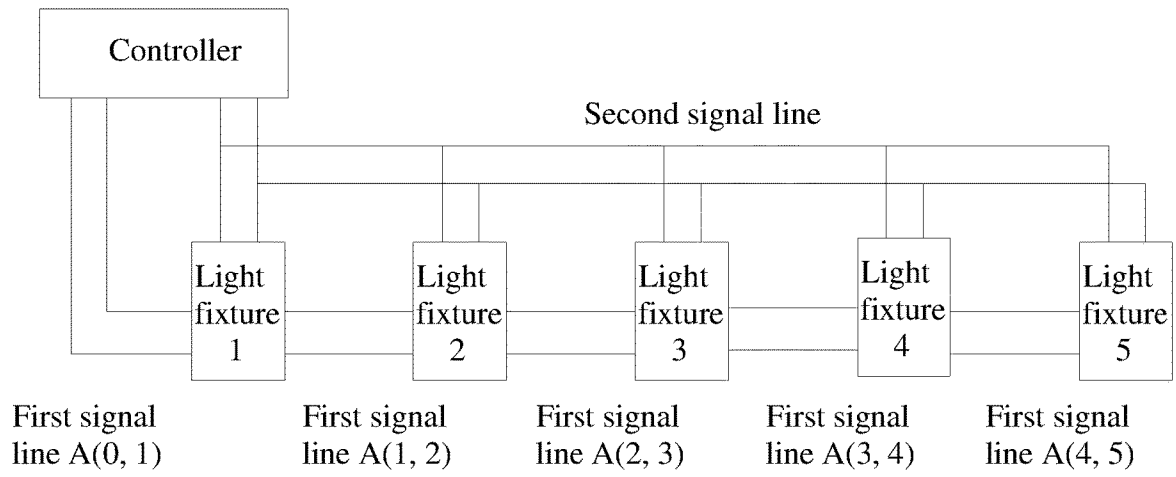 Controller
Second signal line
Light
fixture
1
Light
fixture
2
Light
fixture
3
Light
fixture
4
Light
fixture
5
First signal
line A(0, 1)
First signal
line A(1, 2)
First signal
line A(2, 3)
First signal
line A(3, 4)
First signal
line A(4, 5)